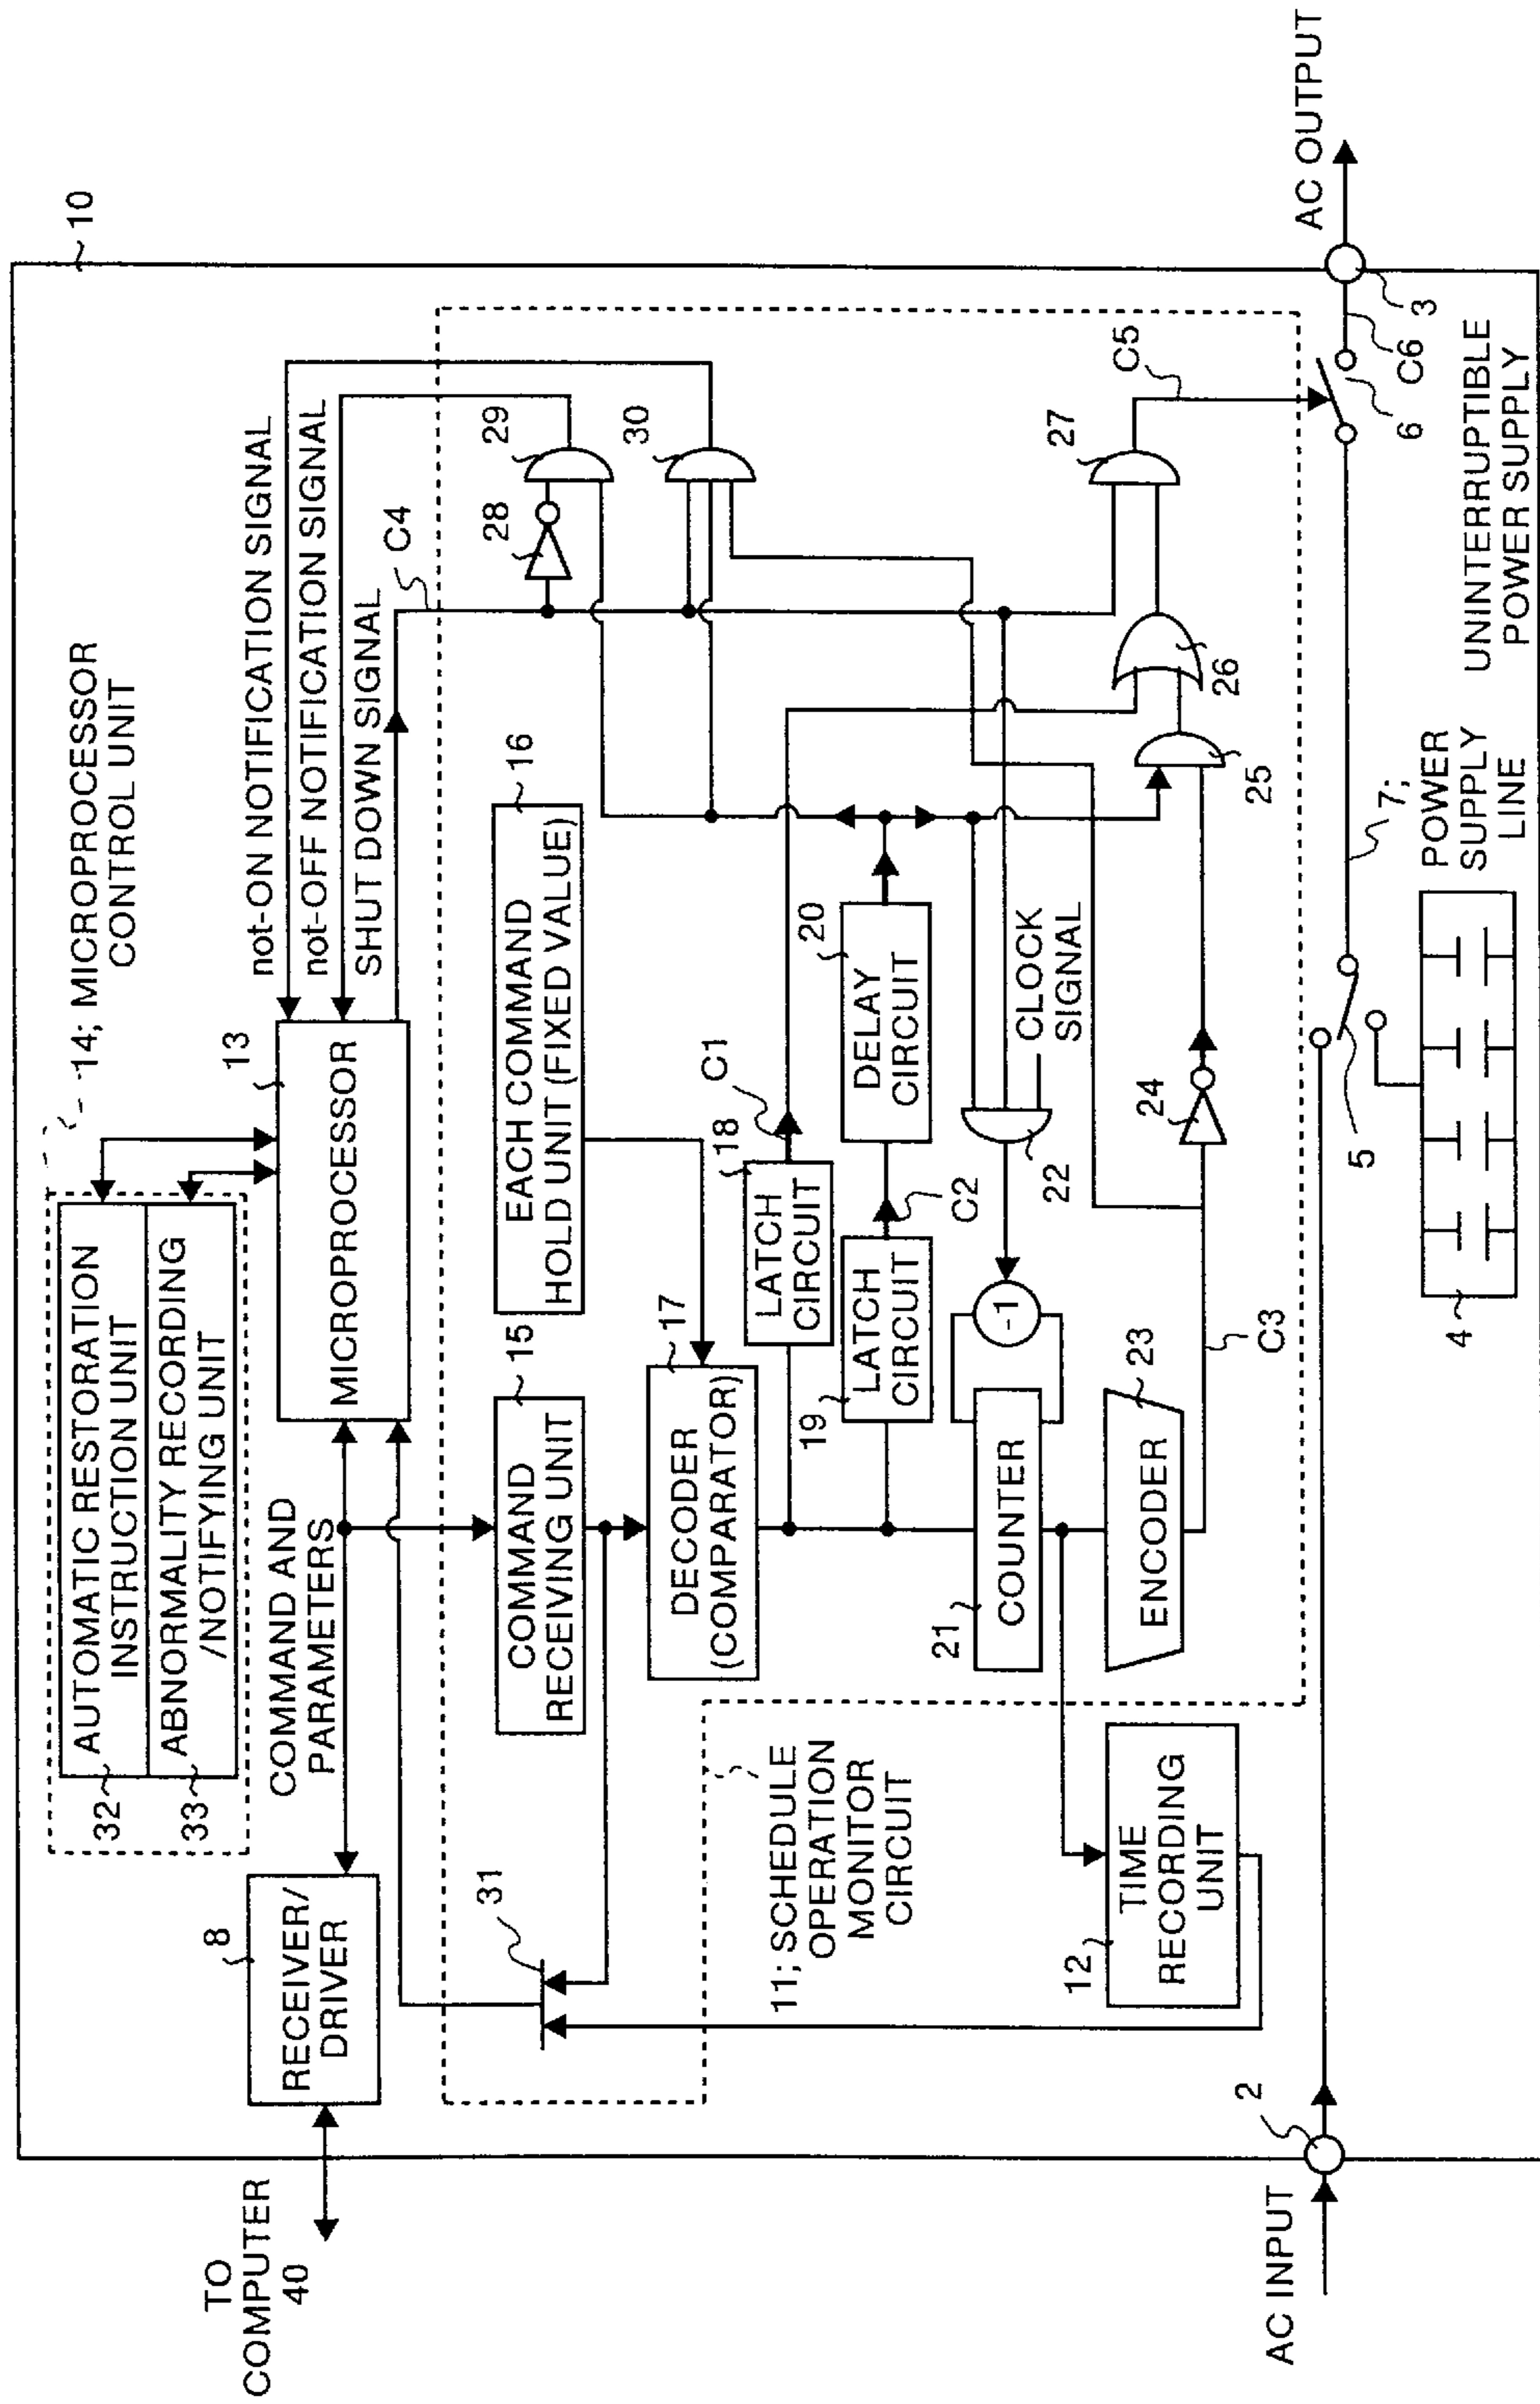 10
14; MICROPROCESSOR
CONTROL UNIT
32
AUTOMATIC RESTORATION
INSTRUCTION UNIT
33
ABNORMALITY RECORDING
/NOTIFYING UNIT
TO
COMPUTER
40
8
RECEIVER/
DRIVER
COMMAND AND
PARAMETERS
13
MICROPROCESSOR
not-ON NOTIFICATION SIGNAL
not-OFF NOTIFICATION SIGNAL
SHUT DOWN SIGNAL
C4
31
15
COMMAND
RECEIVING UNIT
16
EACH COMMAND
HOLD UNIT (FIXED VALUE)
28
29
30
17
DECODER
(COMPARATOR)
18
LATCH
CIRCUIT
C1
11; SCHEDULE
OPERATION
MONITOR
CIRCUIT
19
LATCH
CIRCUIT
C2
20
DELAY
CIRCUIT
21
COUNTER
-1
22
CLOCK
SIGNAL
12
TIME
RECORDING
UNIT
23
ENCODER
C3
24
25
26
27
C5
AC INPUT
2
5
7;
POWER
SUPPLY
LINE
6
C6
3
AC OUTPUT
4
UNINTERRUPTIBLE
POWER SUPPLY